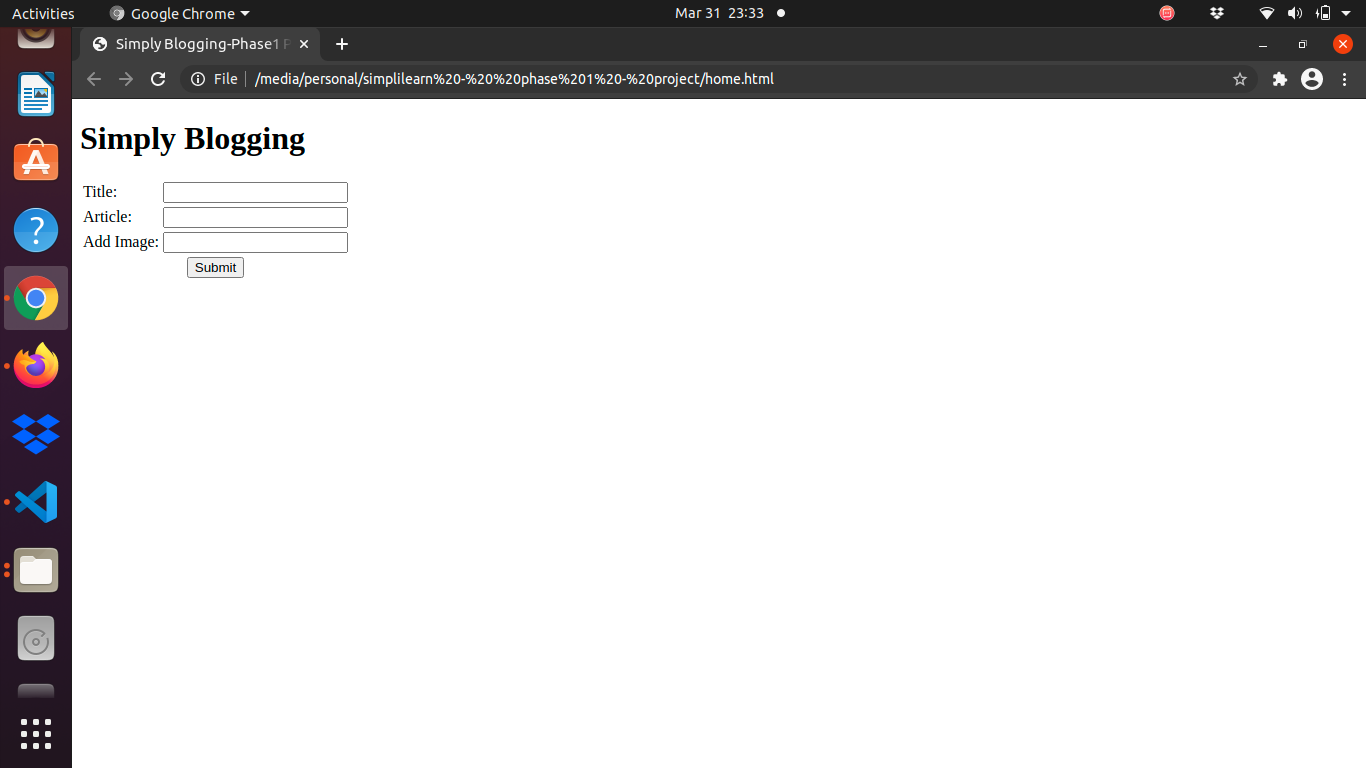 Activities
Google Chrome
Mar 31 23:33
Simply Blogging-Phase1 P
File
/media/personal/simplilearn%20-%20%20phase%201%20-%20project/home.html
Simply Blogging
Title:
Article:
Add Image:
Submit